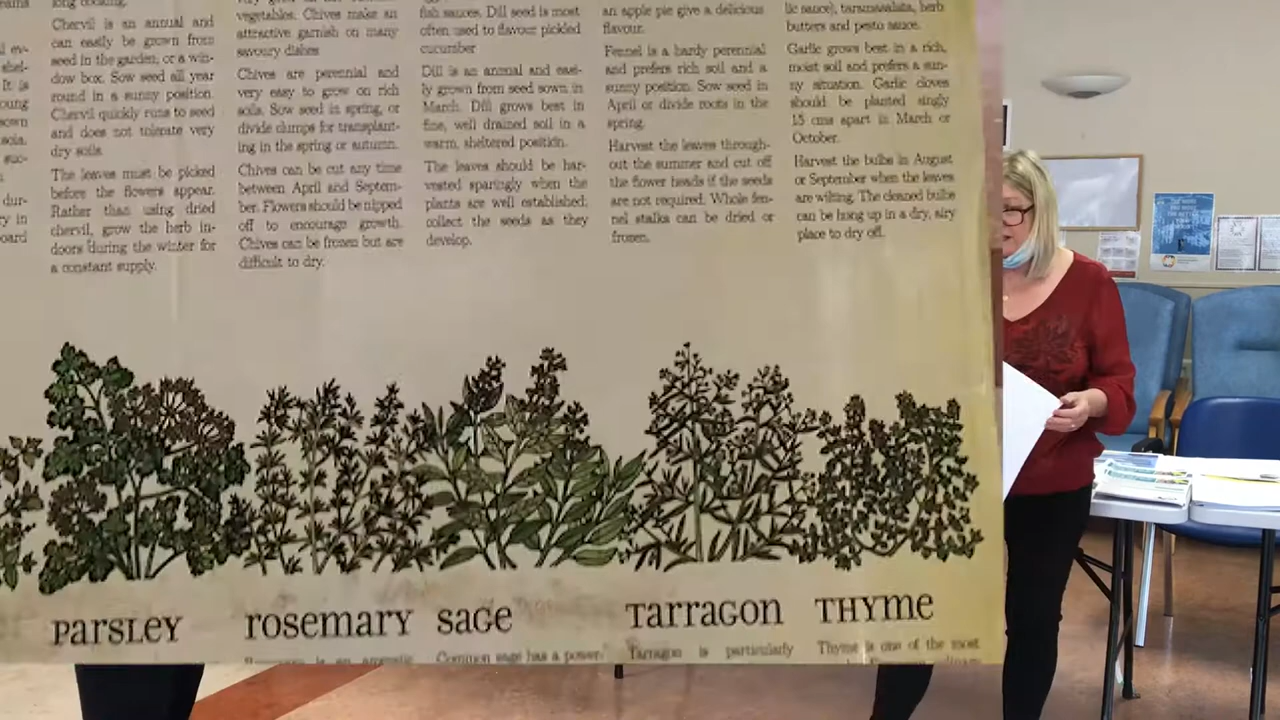 long cooking.
Chervil is an annual and
can easily be grown from
seed in the garden, or a win-
dow box. Sow seed all year
round in a sunny position.
Chervil quickly runs to seed
and does not tolerate very
dry soils.
The leaves must be picked
before the flowers appear.
Rather than using dried
chervil, grow the herb in-
doors during the winter for
a constant supply.
vegetables. Chives make an
attractive garnish on many
savoury dishes
Chives are perennial and
very easy to grow on rich
soils. Sow seed in spring, or
divide clumps for transplant-
ing in the spring or autumn.
Chives can be cut any time
between April and Septem-
ber. Flowers should be nipped
off to encourage growth.
Chives can be frozen but are
difficult to dry.
fish sauces. Dill seed is most
often used to flavour pickled
cucumber
Dill is an annual and easi-
ly grown from seed sown in
March. Dill grows best in
fine, well drained soil in a
warm, sheltered position.
The leaves should be har-
vested sparingly when the
plants are well established,
collect the seeds as they
develop.
an apple pie give a delicious
flavour.
Fennel is a hardy perennial
and prefers rich soil and a
sunny position. Sow seed in
April or divide roots in the
spring.
Harvest the leaves through-
out the summer and cut off
the flower heads if the seeds
are not required. Whole fen-
nel stalks can be dried or
frozen.
lic sauce), taramasalata, herb
butters and pesto sauce.
Garlic grows best in a rich,
moist soil and prefers a sun-
ny situation. Garlic cloves
should be planted singly
15 cms apart in March or
October.
Harvest the bulbs in August
or September when the leaves
are wilting. The cleaned bulbs
can be hung up in a dry, airy
place to dry off.
Parsley
rosemary
sage
Tarragon
Thyme
Common sage has a power-
Tarragon is particularly
Thyme is one of the most